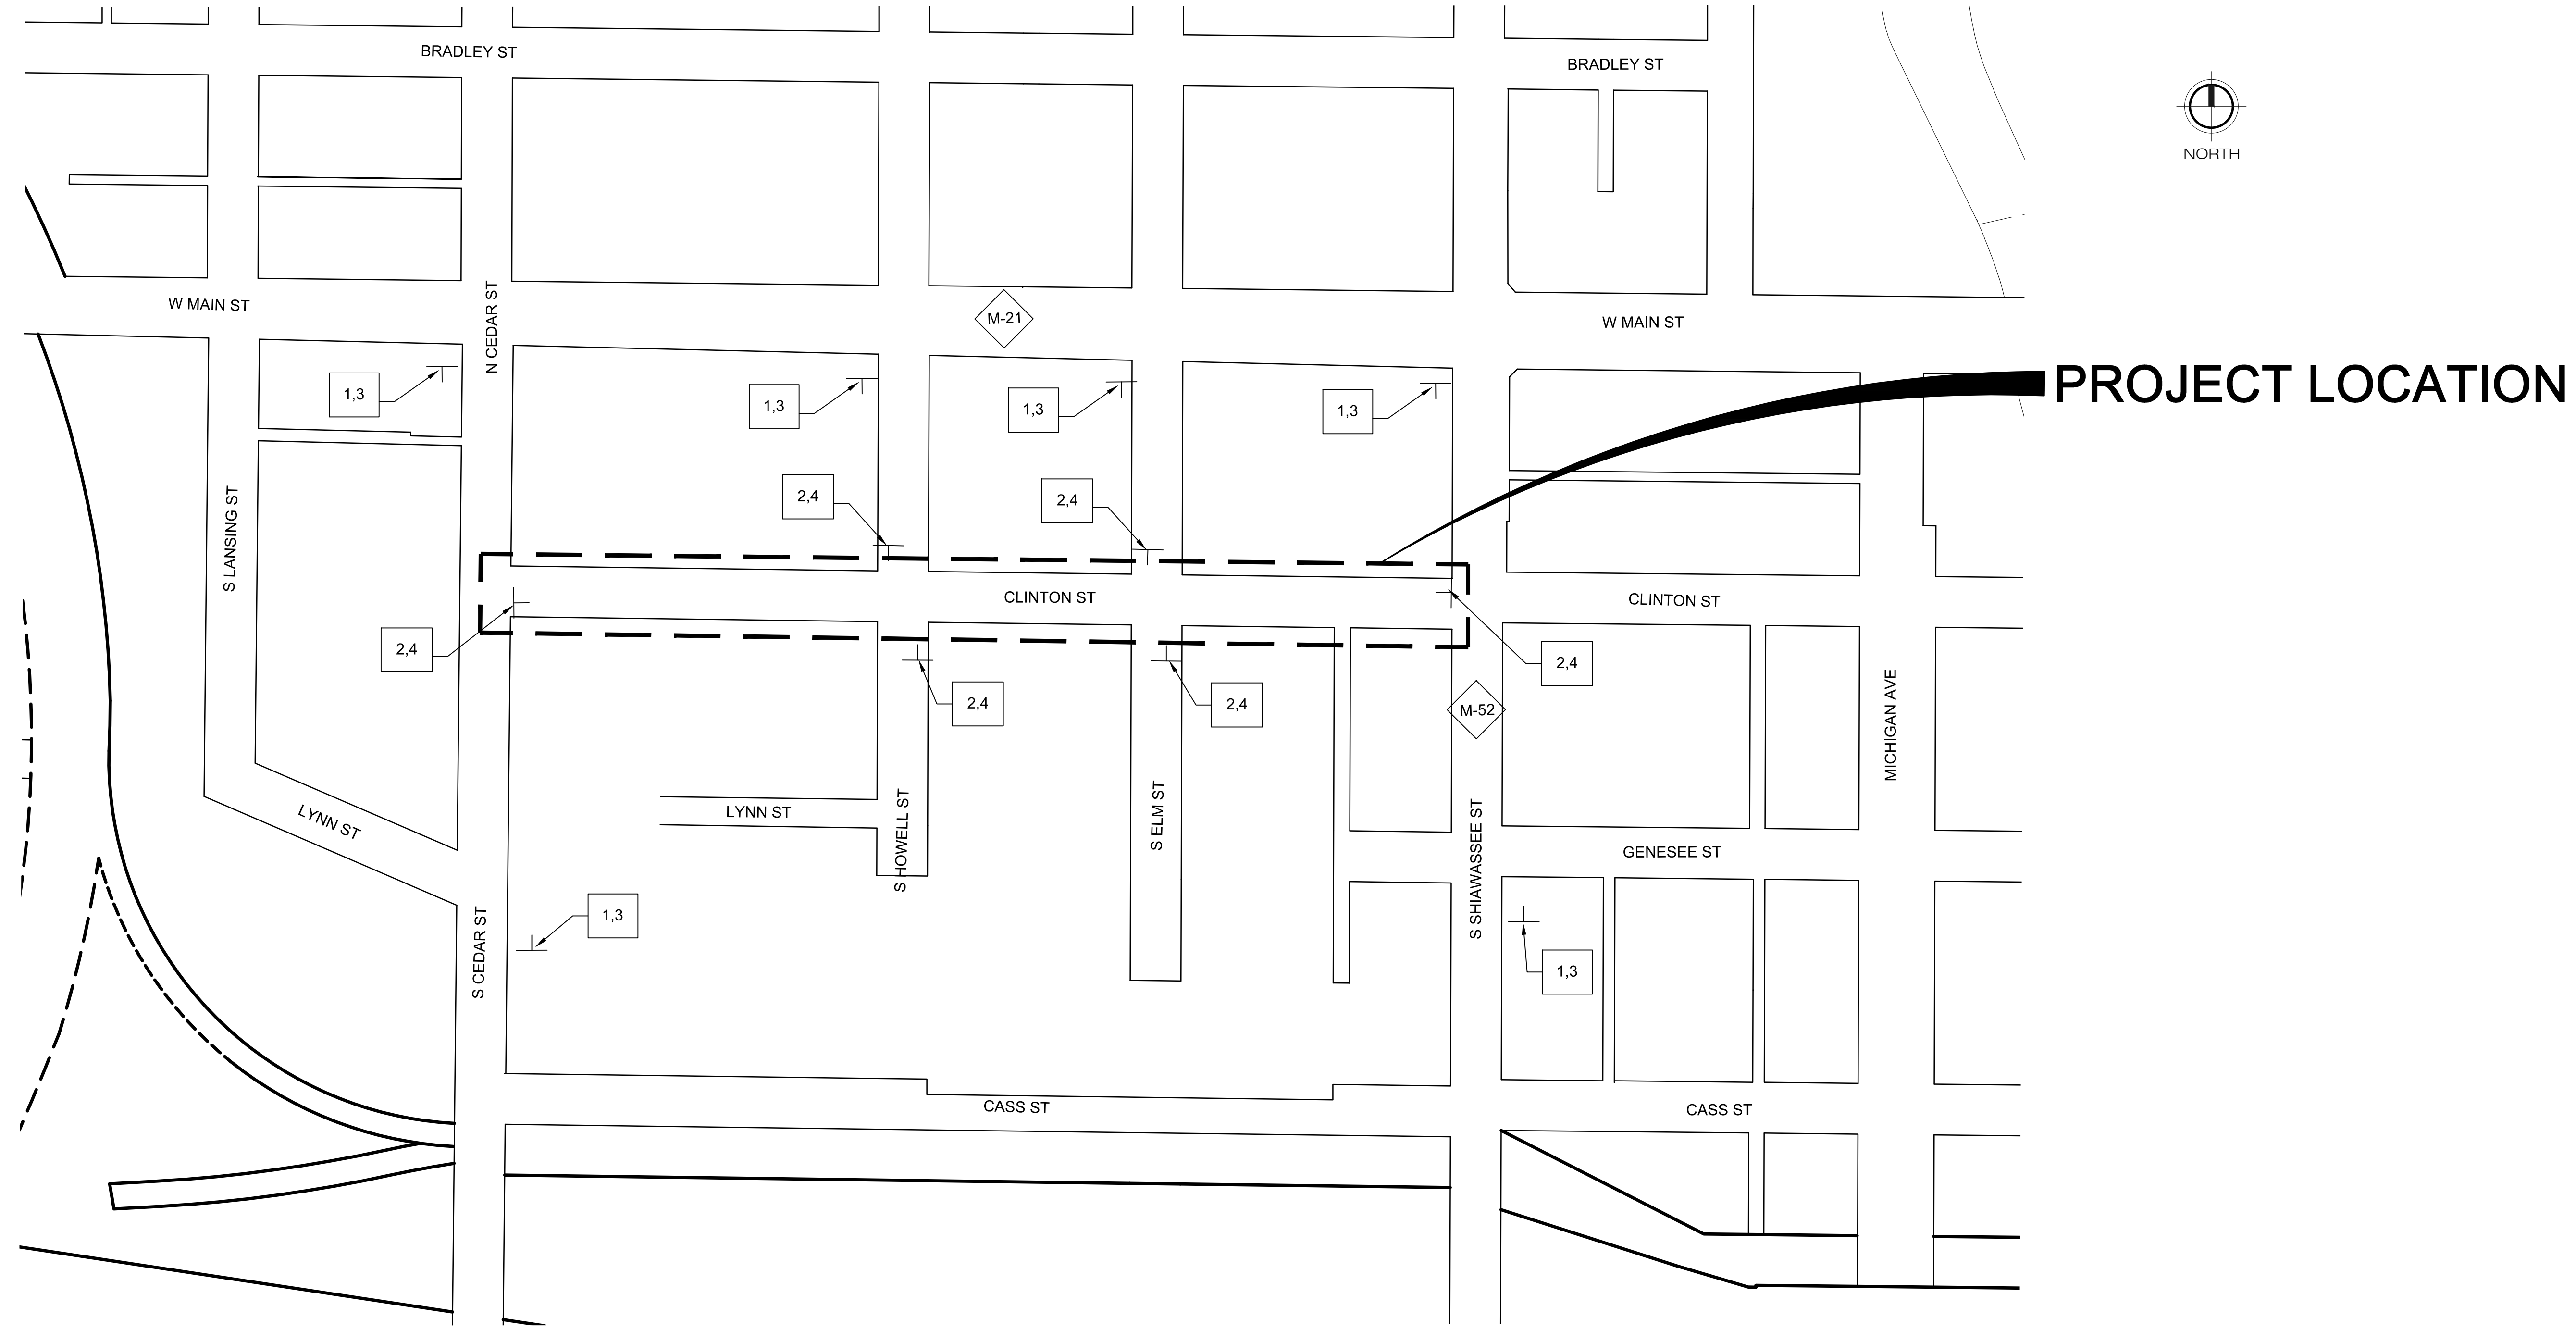 BRADLEY ST
BRADLEY ST
NORTH
W MAIN ST
N CEDAR ST
M-21
W MAIN ST
PROJECT LOCATION
1,3
1,3
1,3
1,3
2,4
2,4
S LANSING ST
CLINTON ST
CLINTON ST
2,4
2,4
2,4
2,4
M-52
MICHIGAN AVE
LYNN ST
LYNN ST
S HOWELL ST
S ELM ST
S SHIAWASSEE ST
GENESEE ST
S CEDAR ST
1,3
1,3
CASS ST
CASS ST